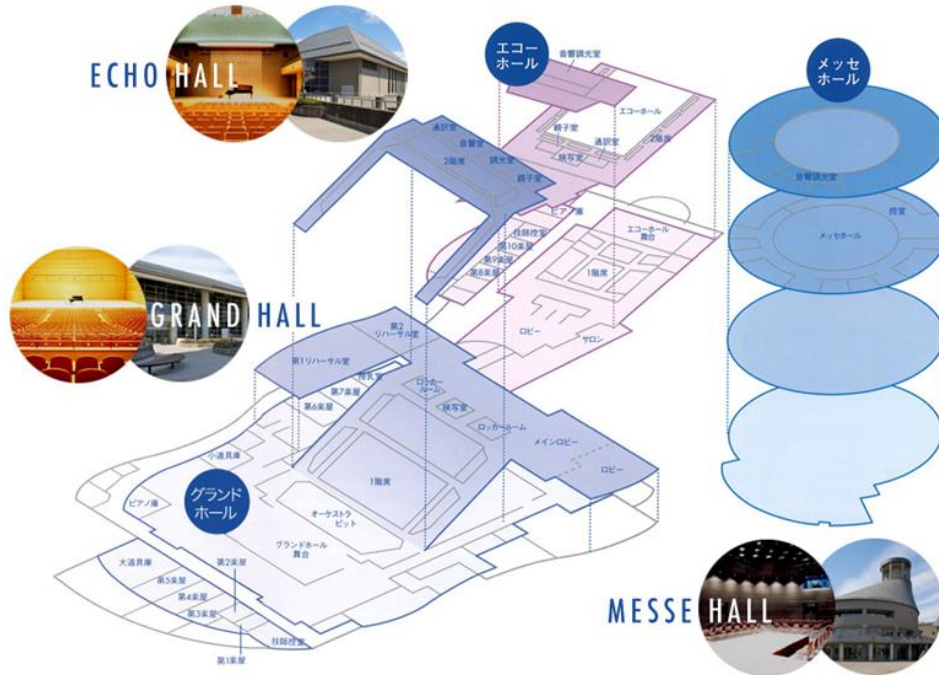 ECHO HALL
エコー
ホール
音響調光室
エコーホール
親子室
通訳室
映写室
2階席
メッセ
ホール
音響調光室
控室
メッセホール
通訳室
音響室
2階席
調光室
親子室
ピアノ庫
技師控室
第10楽屋
第9楽屋
第8楽屋
エコーホール
舞台
1階席
ロビー
サロン
GRAND HALL
第2
リハーサル室
第1リハーサル室
授乳室
第7楽屋
第6楽屋
ロッカー
ルーム
映写室
ロッカールーム
メインロビー
ロビー
小道具庫
1階席
ピアノ庫
グランド
ホール
オーケストラ
ピット
グランドホール
舞台
大道具庫
第2楽屋
第5楽屋
第4楽屋
第3楽屋
第1楽屋
技師控室
MESSE HALL